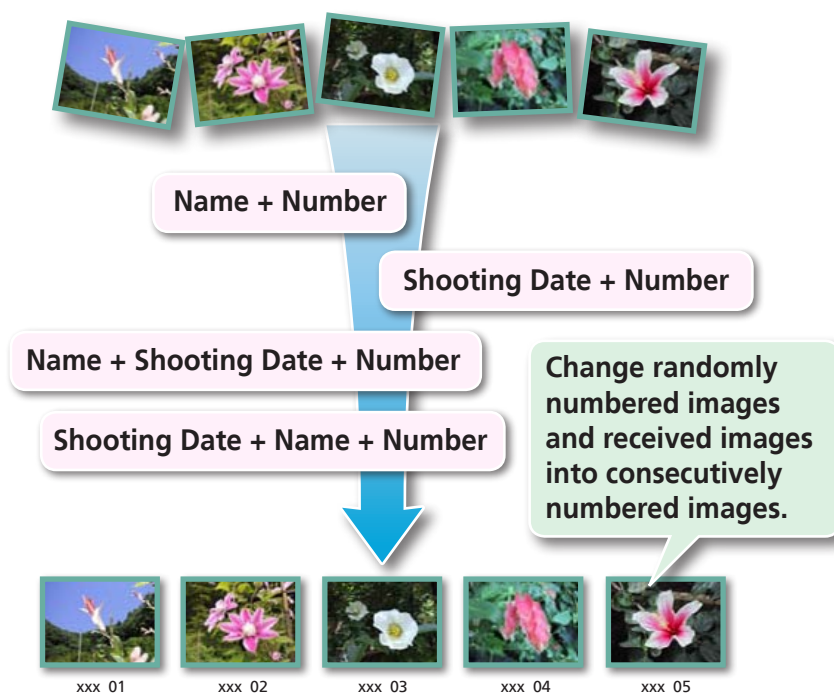 Name + Number
Shooting Date + Number
Name + Shooting Date + Number
Shooting Date + Name + Number
Change randomly
numbered images
and received images
into consecutively
numbered images.
xxx 01
xxx 02
xxx 03
xxx 04
xxx 05